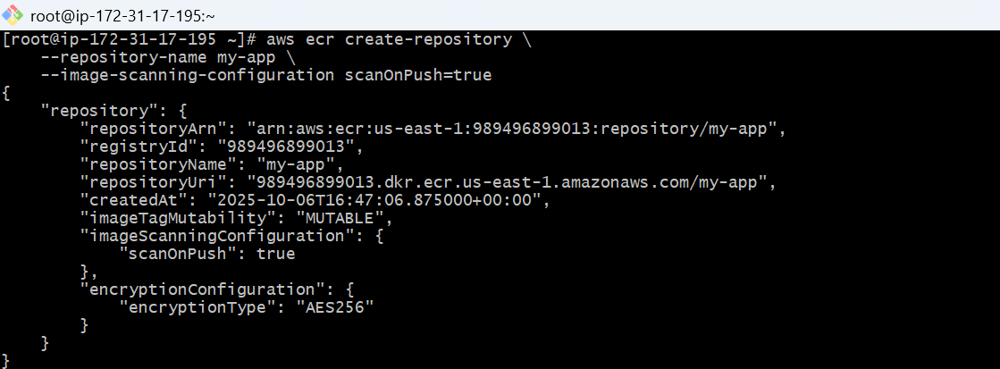 root@ip-172-31-17-195:~
[root@ip-172-31-17-195 ~]# aws ecr create-repository \
    --repository-name my-app \
    --image-scanning-configuration scanOnPush=true
{
    "repository": {
        "repositoryArn": "arn:aws:ecr:us-east-1:989496899013:repository/my-app",
        "registryId": "989496899013",
        "repositoryName": "my-app",
        "repositoryUri": "989496899013.dkr.ecr.us-east-1.amazonaws.com/my-app",
        "createdAt": "2025-10-06T16:47:06.875000+00:00",
        "imageTagMutability": "MUTABLE",
        "imageScanningConfiguration": {
            "scanOnPush": true
        },
        "encryptionConfiguration": {
            "encryptionType": "AES256"
        }
    }
}